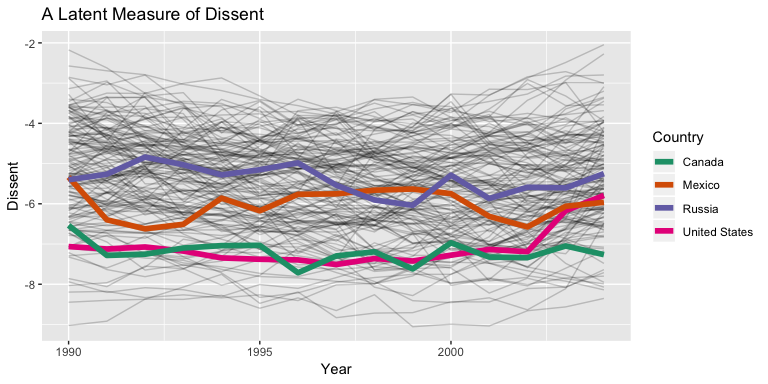 A Latent Measure of Dissent
-2
-4
-6
-8
Dissent
1990
1995
2000
Year
Country
Canada
Mexico
Russia
United States